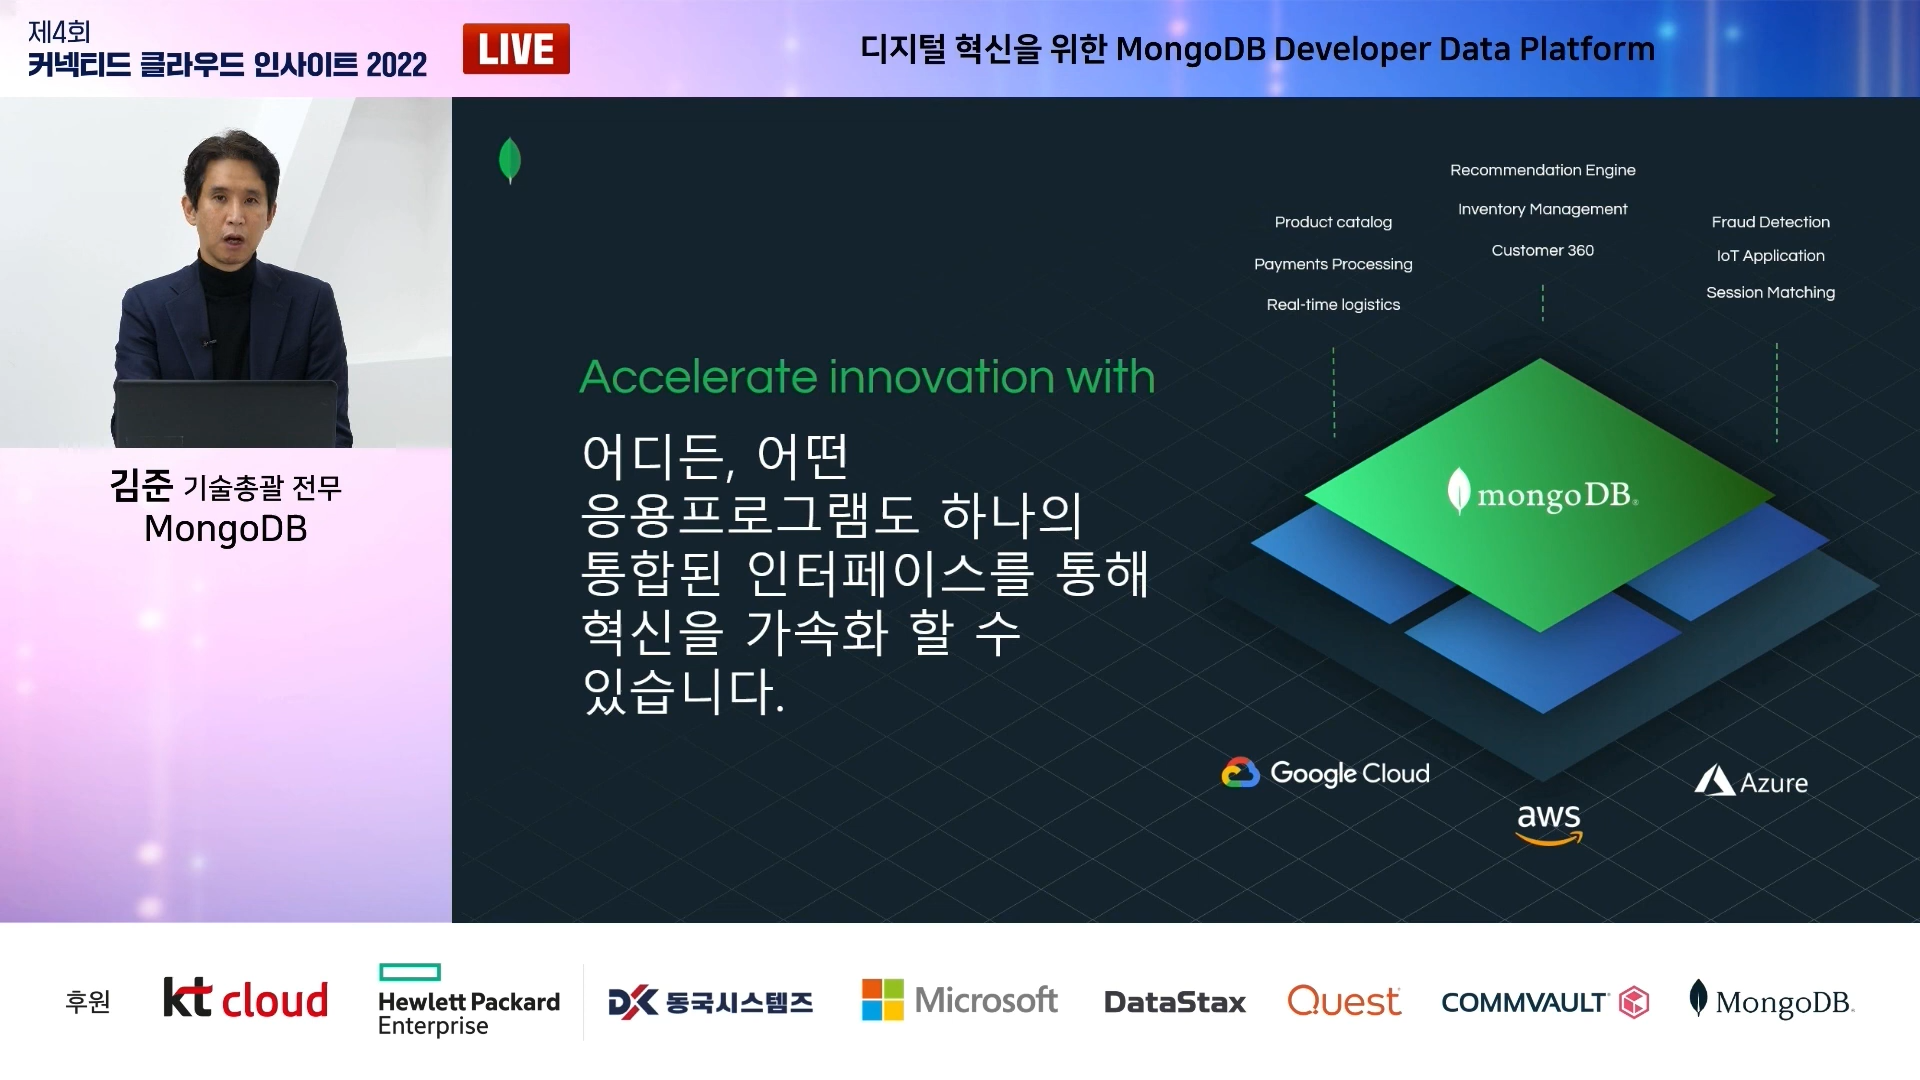 제4회
커넥티드 클라우드 인사이트 2022
LIVE
디지털 혁신을 위한 MongoDB Developer Data Platform
김준 기술총괄 전무
MongoDB
Accelerate innovation with
어디든, 어떤
응용프로그램도 하나의
통합된 인터페이스를 통해
혁신을 가속화 할 수
있습니다.
Product catalog
Payments Processing
Real-time logistics
Recommendation Engine
Inventory Management
Customer 360
Fraud Detection
IoT Application
Session Matching
mongoDB®
Google Cloud
aws
Azure
후원
kt cloud
Hewlett Packard
Enterprise
DK 동국시스템즈
Microsoft
DataStax
Quest
COMMVAULT
MongoDB.